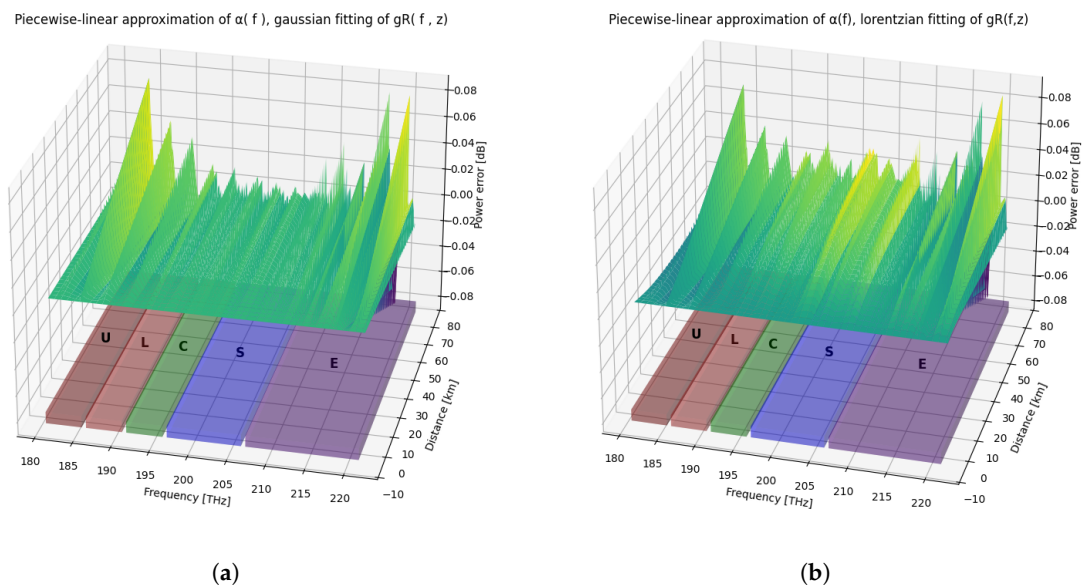 Piecewise-linear approximation of α( f ), gaussian fitting of gR( f , z)
0.08
0.06
0.04
0.02
0.00
−0.02
−0.04
−0.06
−0.08
Power error [dB]
80
70
60
50
40
30
20
10
0
−10
Distance [km]
U
L
C
S
E
180
185
190
195
200
205
210
215
220
Frequency [THz]
(a)
Piecewise-linear approximation of α(f), lorentzian fitting of gR(f,z)
0.08
0.06
0.04
0.02
0.00
−0.02
−0.04
−0.06
−0.08
Power error [dB]
80
70
60
50
40
30
20
10
0
−10
Distance [km]
U
L
C
S
E
180
185
190
195
200
205
210
215
220
Frequency [THz]
(b)